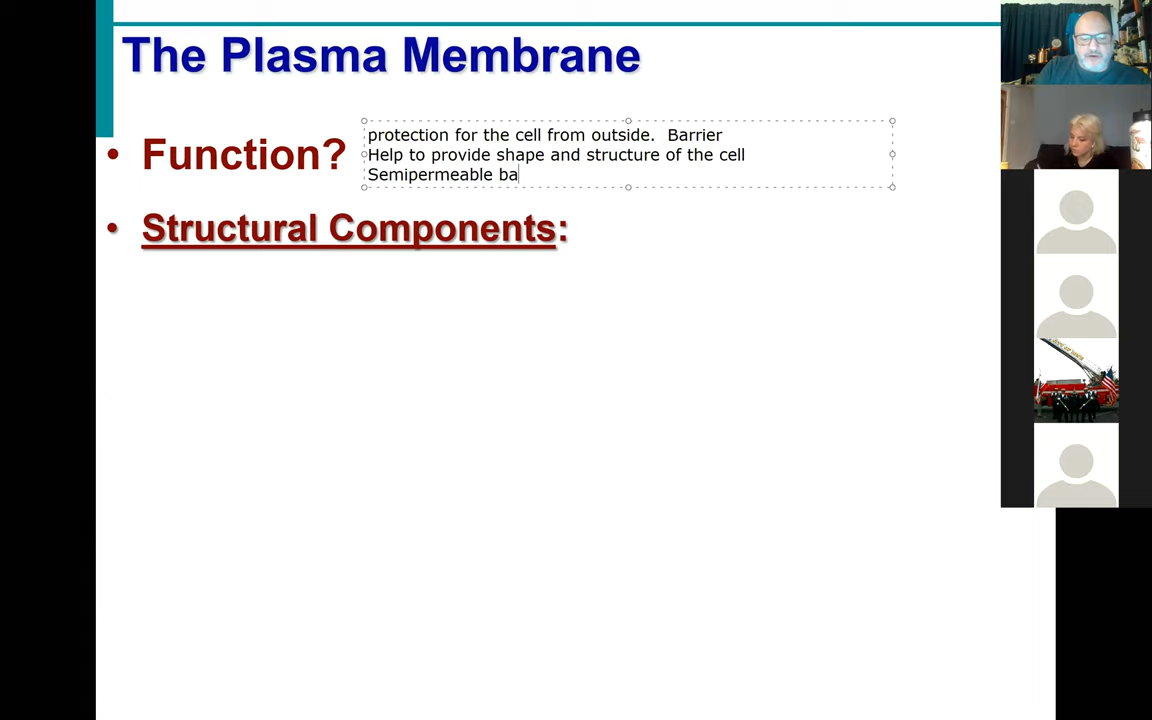 The Plasma Membrane
• Function?
protection for the cell from outside.  Barrier
Help to provide shape and structure of the cell
Semipermeable ba
• Structural Components: